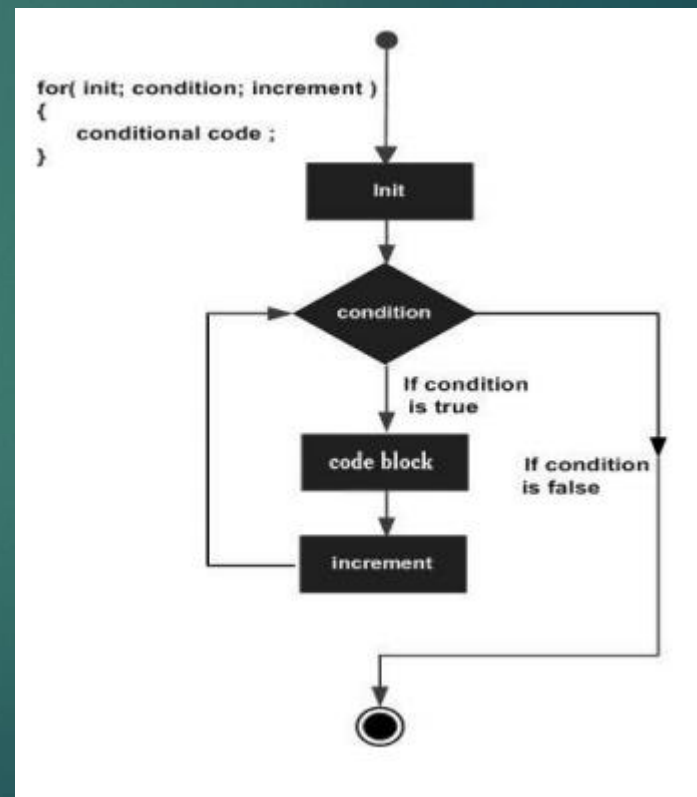 for( init; condition; increment )
{
conditional code ;
}
Init
condition
If condition
is true
code block
If condition
is false
increment